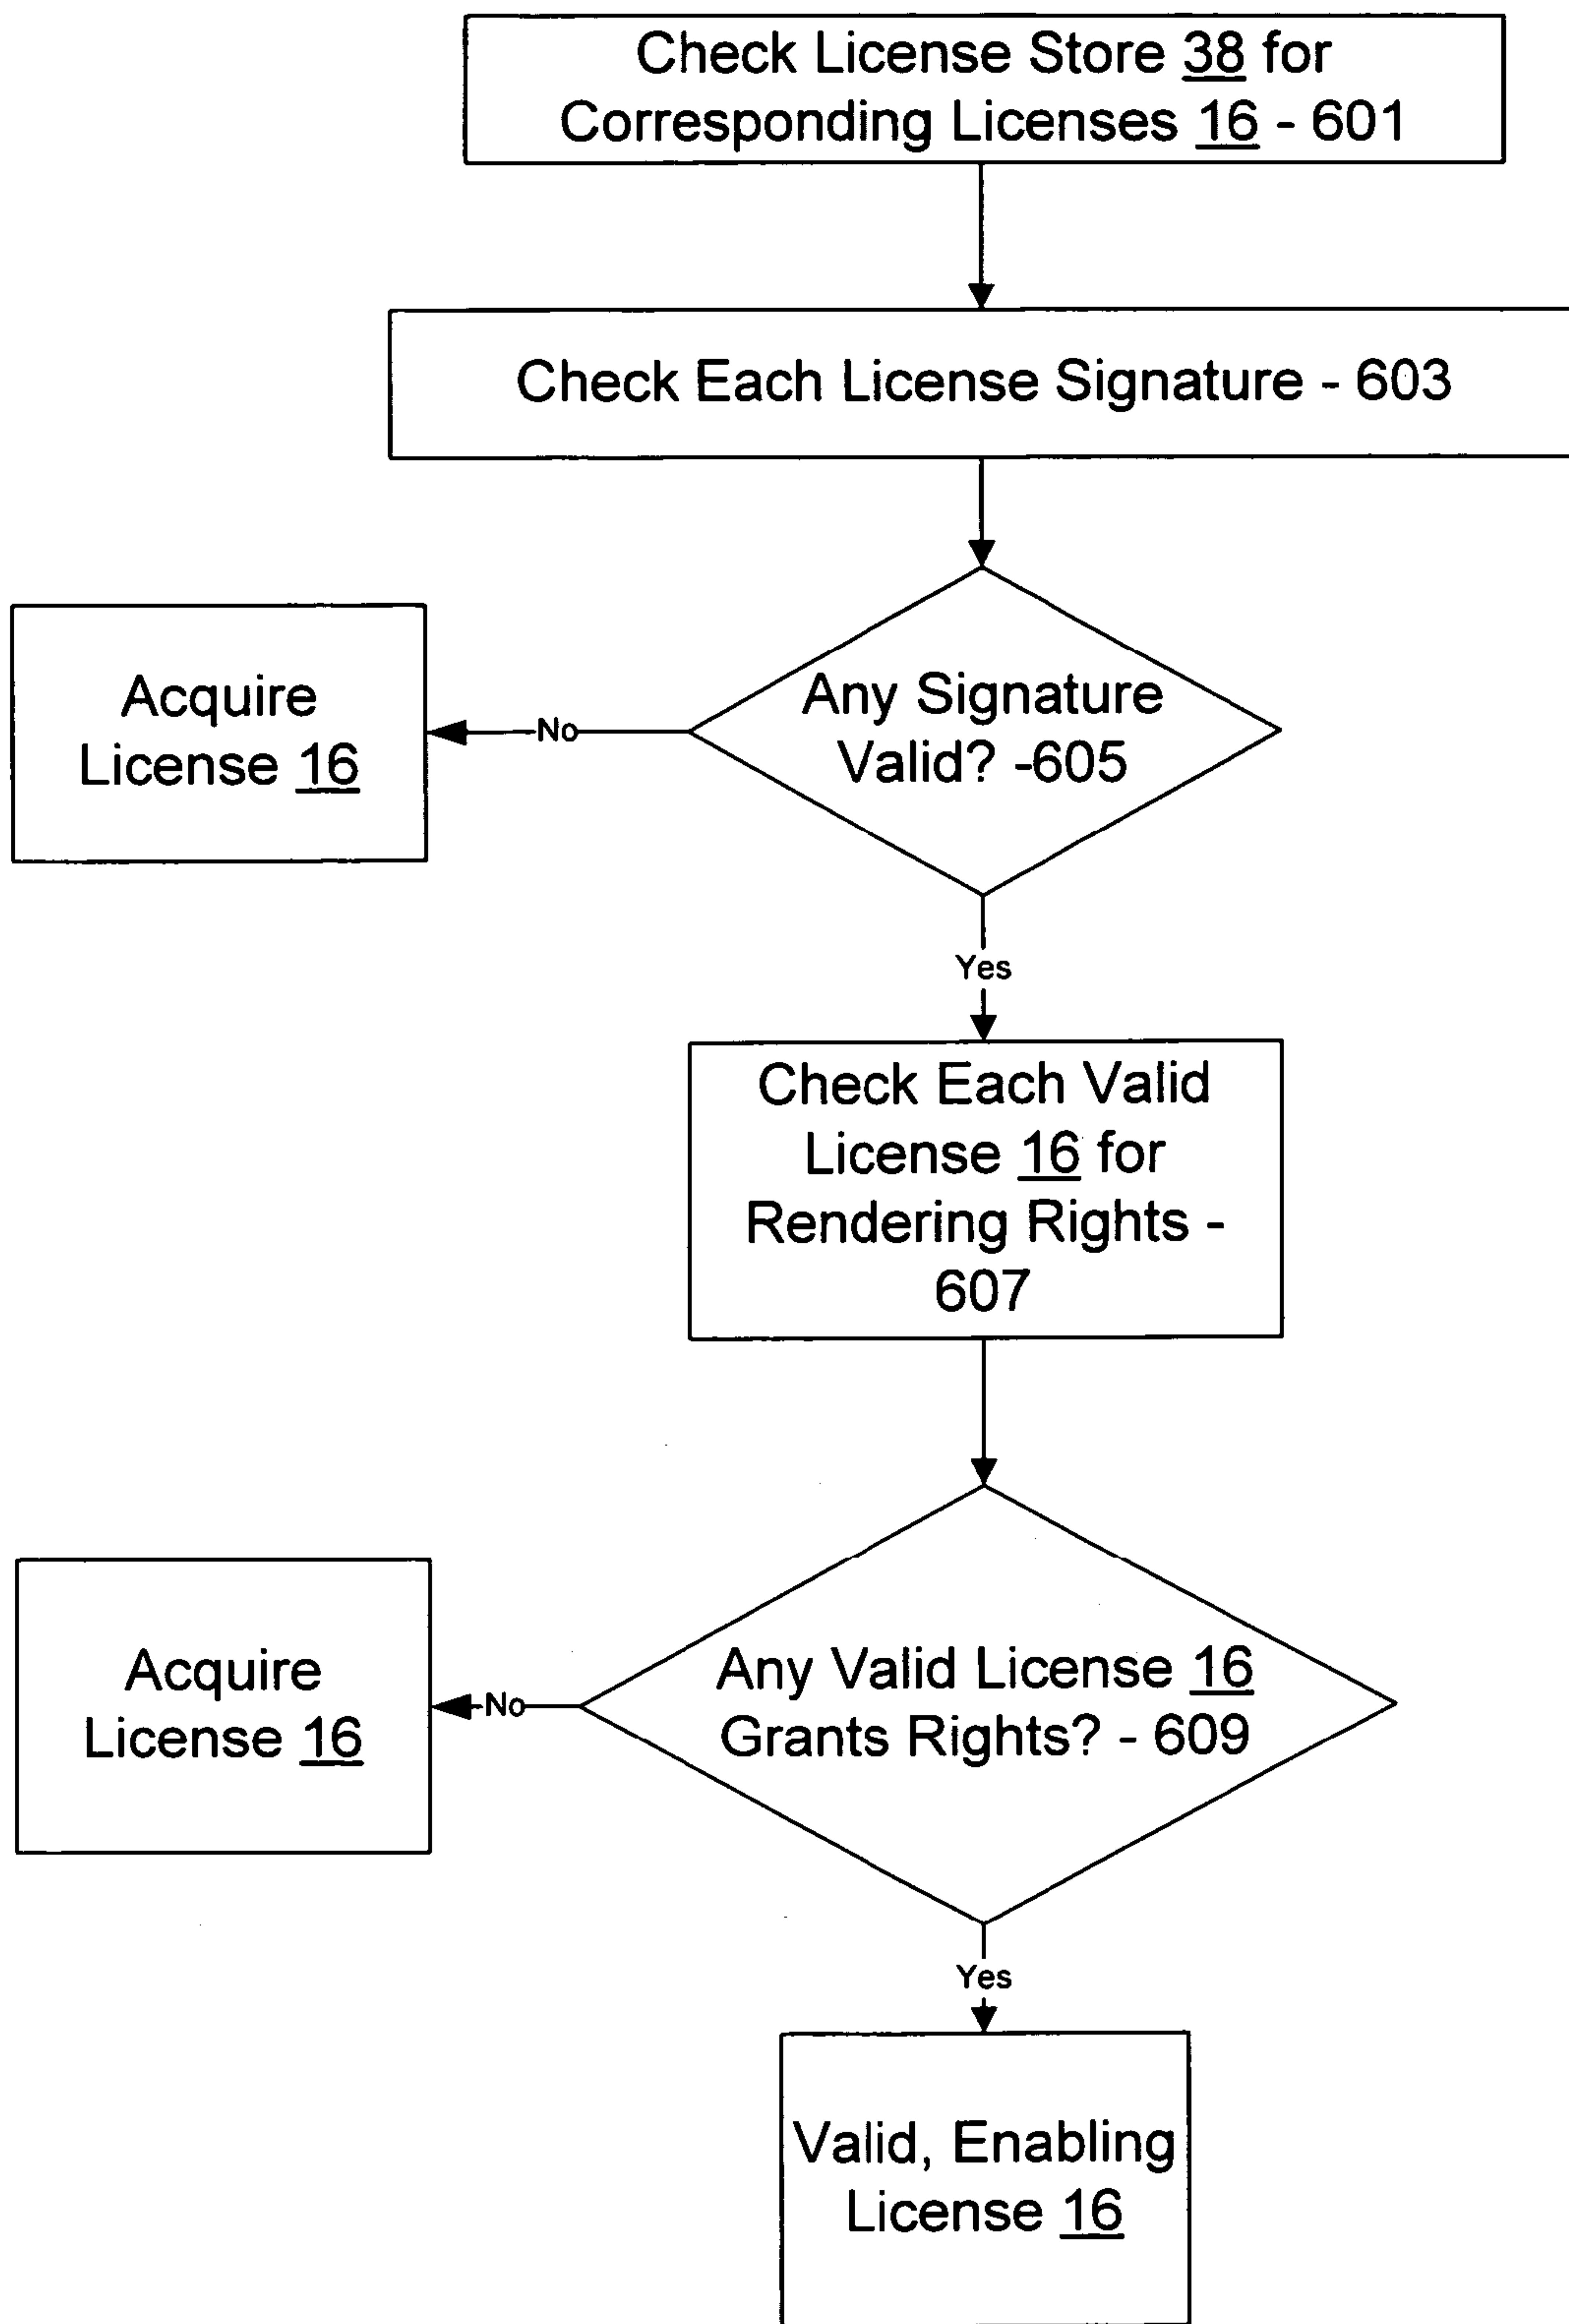 Check License Store 38 for
Corresponding Licenses 16 - 601
Check Each License Signature - 603
Acquire
License 16
No
Any Signature
Valid? -605
Yes
Check Each Valid
License 16 for
Rendering Rights -
607
Acquire
License 16
No
Any Valid License 16
Grants Rights? - 609
Yes
Valid, Enabling
License 16